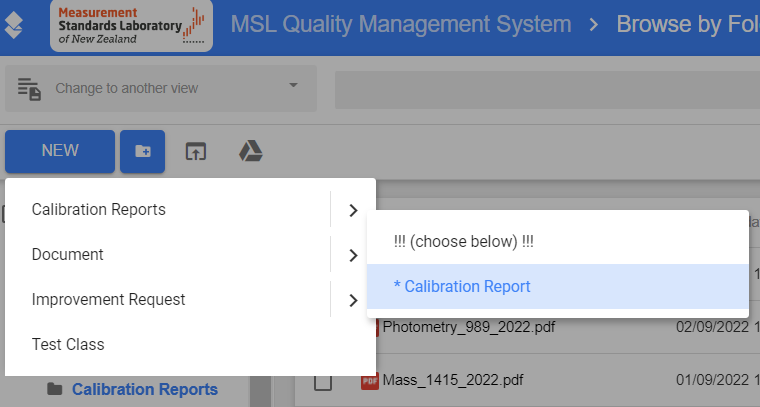 Measurement
Standards Laboratory
of New Zealand
MSL Quality Management System > Browse by Fol
Change to another view
NEW
Calibration Reports
Document
Improvement Request
Test Class
!!! (choose below) !!!
* Calibration Report
Photometry_989_2022.pdf 02/09/2022 1
PDF Mass_1415_2022.pdf 01/09/2022 1
Calibration Reports